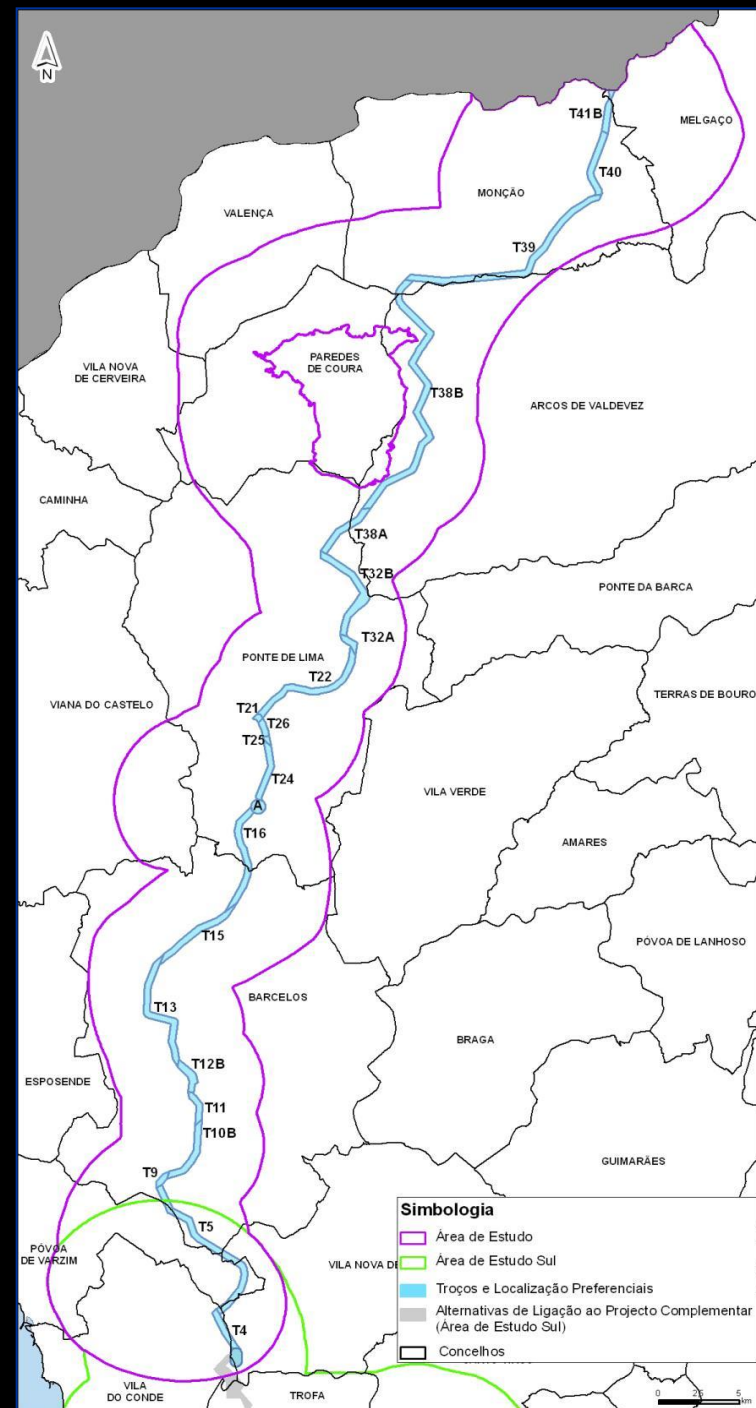 N
T41B
MELGAÇO
T40
MONÇÃO
VALENÇA
T39
PAREDES
DE COURA
VILA NOVA
DE CERVEIRA
T38B
ARCOS DE VALDEVEZ
CAMINHA
T38A
T32B
PONTE DA BARCA
T32A
PONTE DE LIMA
T22
TERRAS DE BOURO
VIANA DO CASTELO
T21
T26
T25
T24
VILA VERDE
A
T16
AMARES
T15
PÓVOA DE LANHOSO
BARCELOS
T13
BRAGA
T12B
ESPOSENDE
T11
T10B
GUIMARÃES
T9
T5
PÓVOA
DE VARZIM
VILA NOVA DE
T4
VILA
DO CONDE
TROFA
Simbologia
Área de Estudo
Área de Estudo Sul
Troços e Localização Preferenciais
Alternativas de Ligação ao Projecto Complementar
(Área de Estudo Sul)
Concelhos
0 2,5 5
km